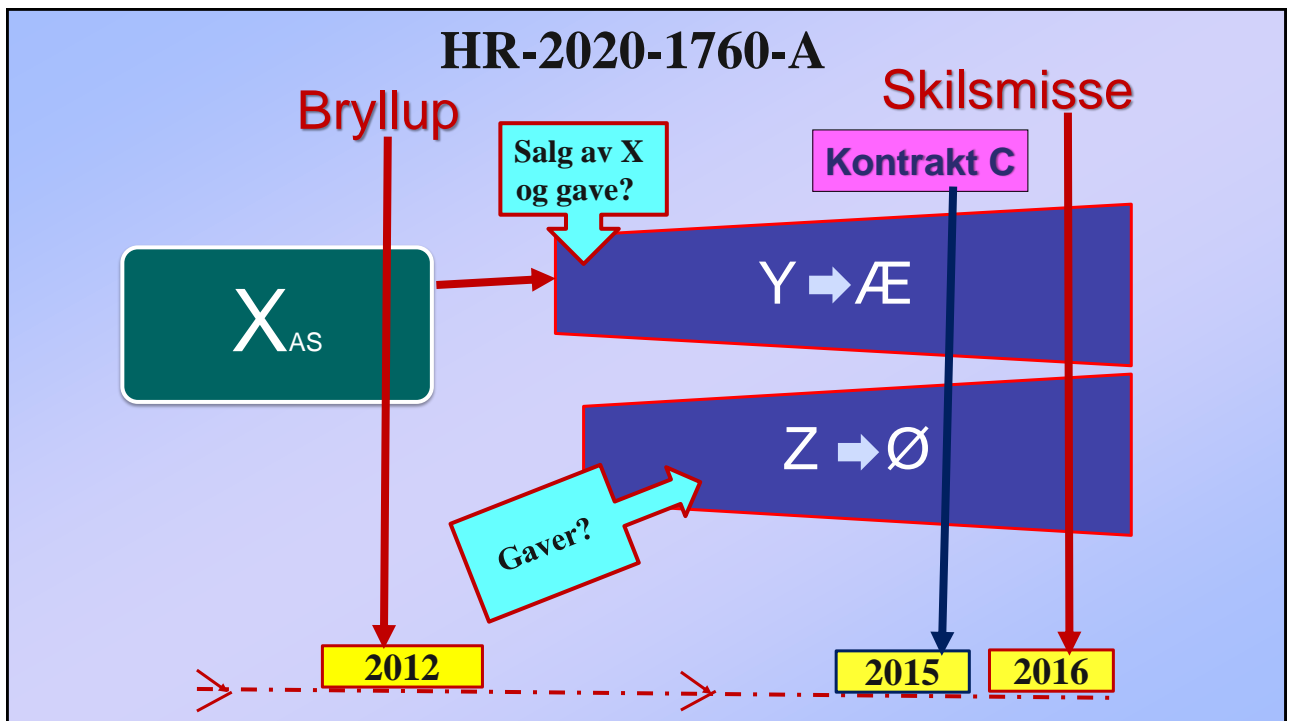 HR-2020-1760-A
Bryllup
Skilsmisse
Salg av X
og gave?
Kontrakt C
X AS
Y Æ
Z Ø
Gaver?
2012
2015
2016